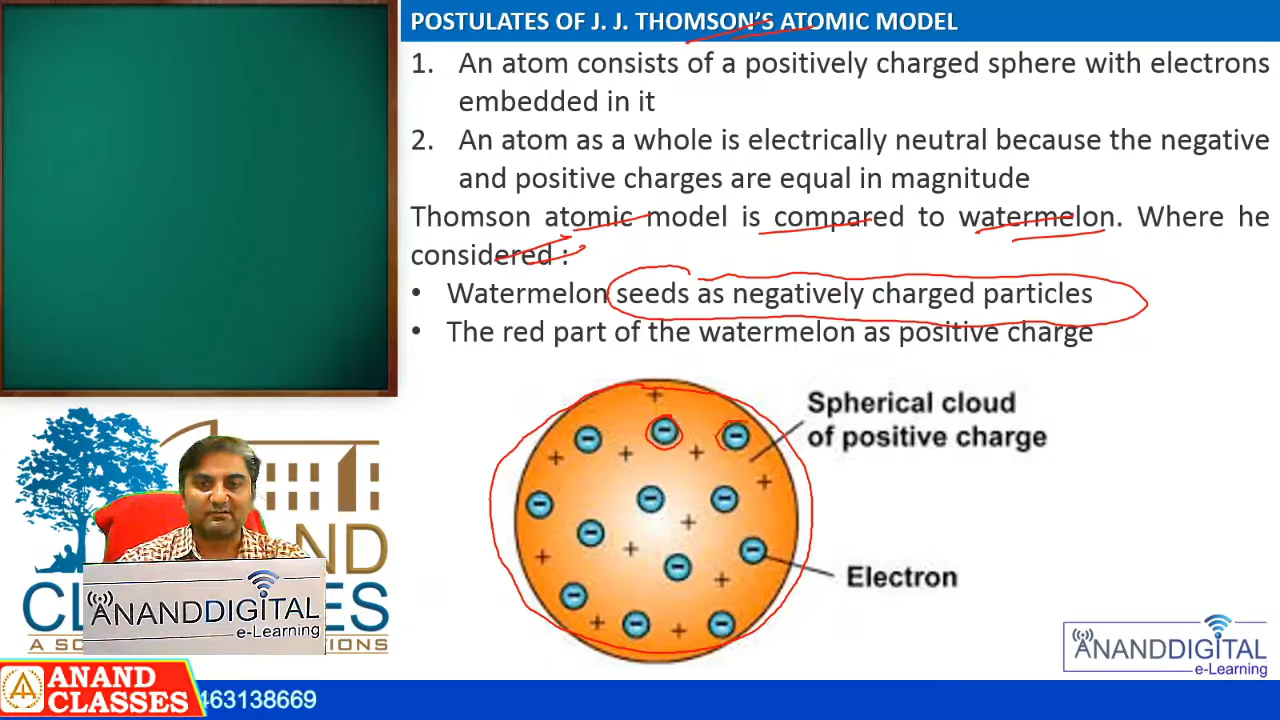 POSTULATES OF J. J. THOMSON'S ATOMIC MODEL
1. An atom consists of a positively charged sphere with electrons
embedded in it
2. An atom as a whole is electrically neutral because the negative
and positive charges are equal in magnitude
Thomson atomic model is compared to watermelon. Where he
considered :
• Watermelon seeds as negatively charged particles
• The red part of the watermelon as positive charge
Spherical cloud
of positive charge
Electron
ANANDDIGITAL
e-Learning
ANANDDIGITAL
e-Learning
ANAND
CLASSES
463138669